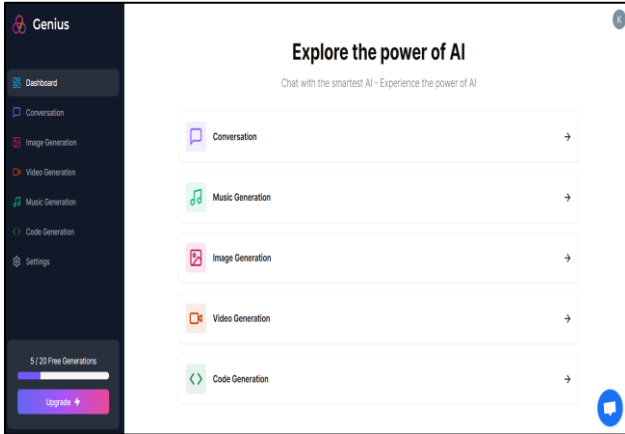 Genius
Dashboard
Conversation
Image Generation
Video Generation
Music Generation
Code Generation
Settings
5 / 20 Free Generations
Upgrade
K
Explore the power of AI
Chat with the smartest AI - Experience the power of AI
Conversation
Music Generation
Image Generation
Video Generation
Code Generation